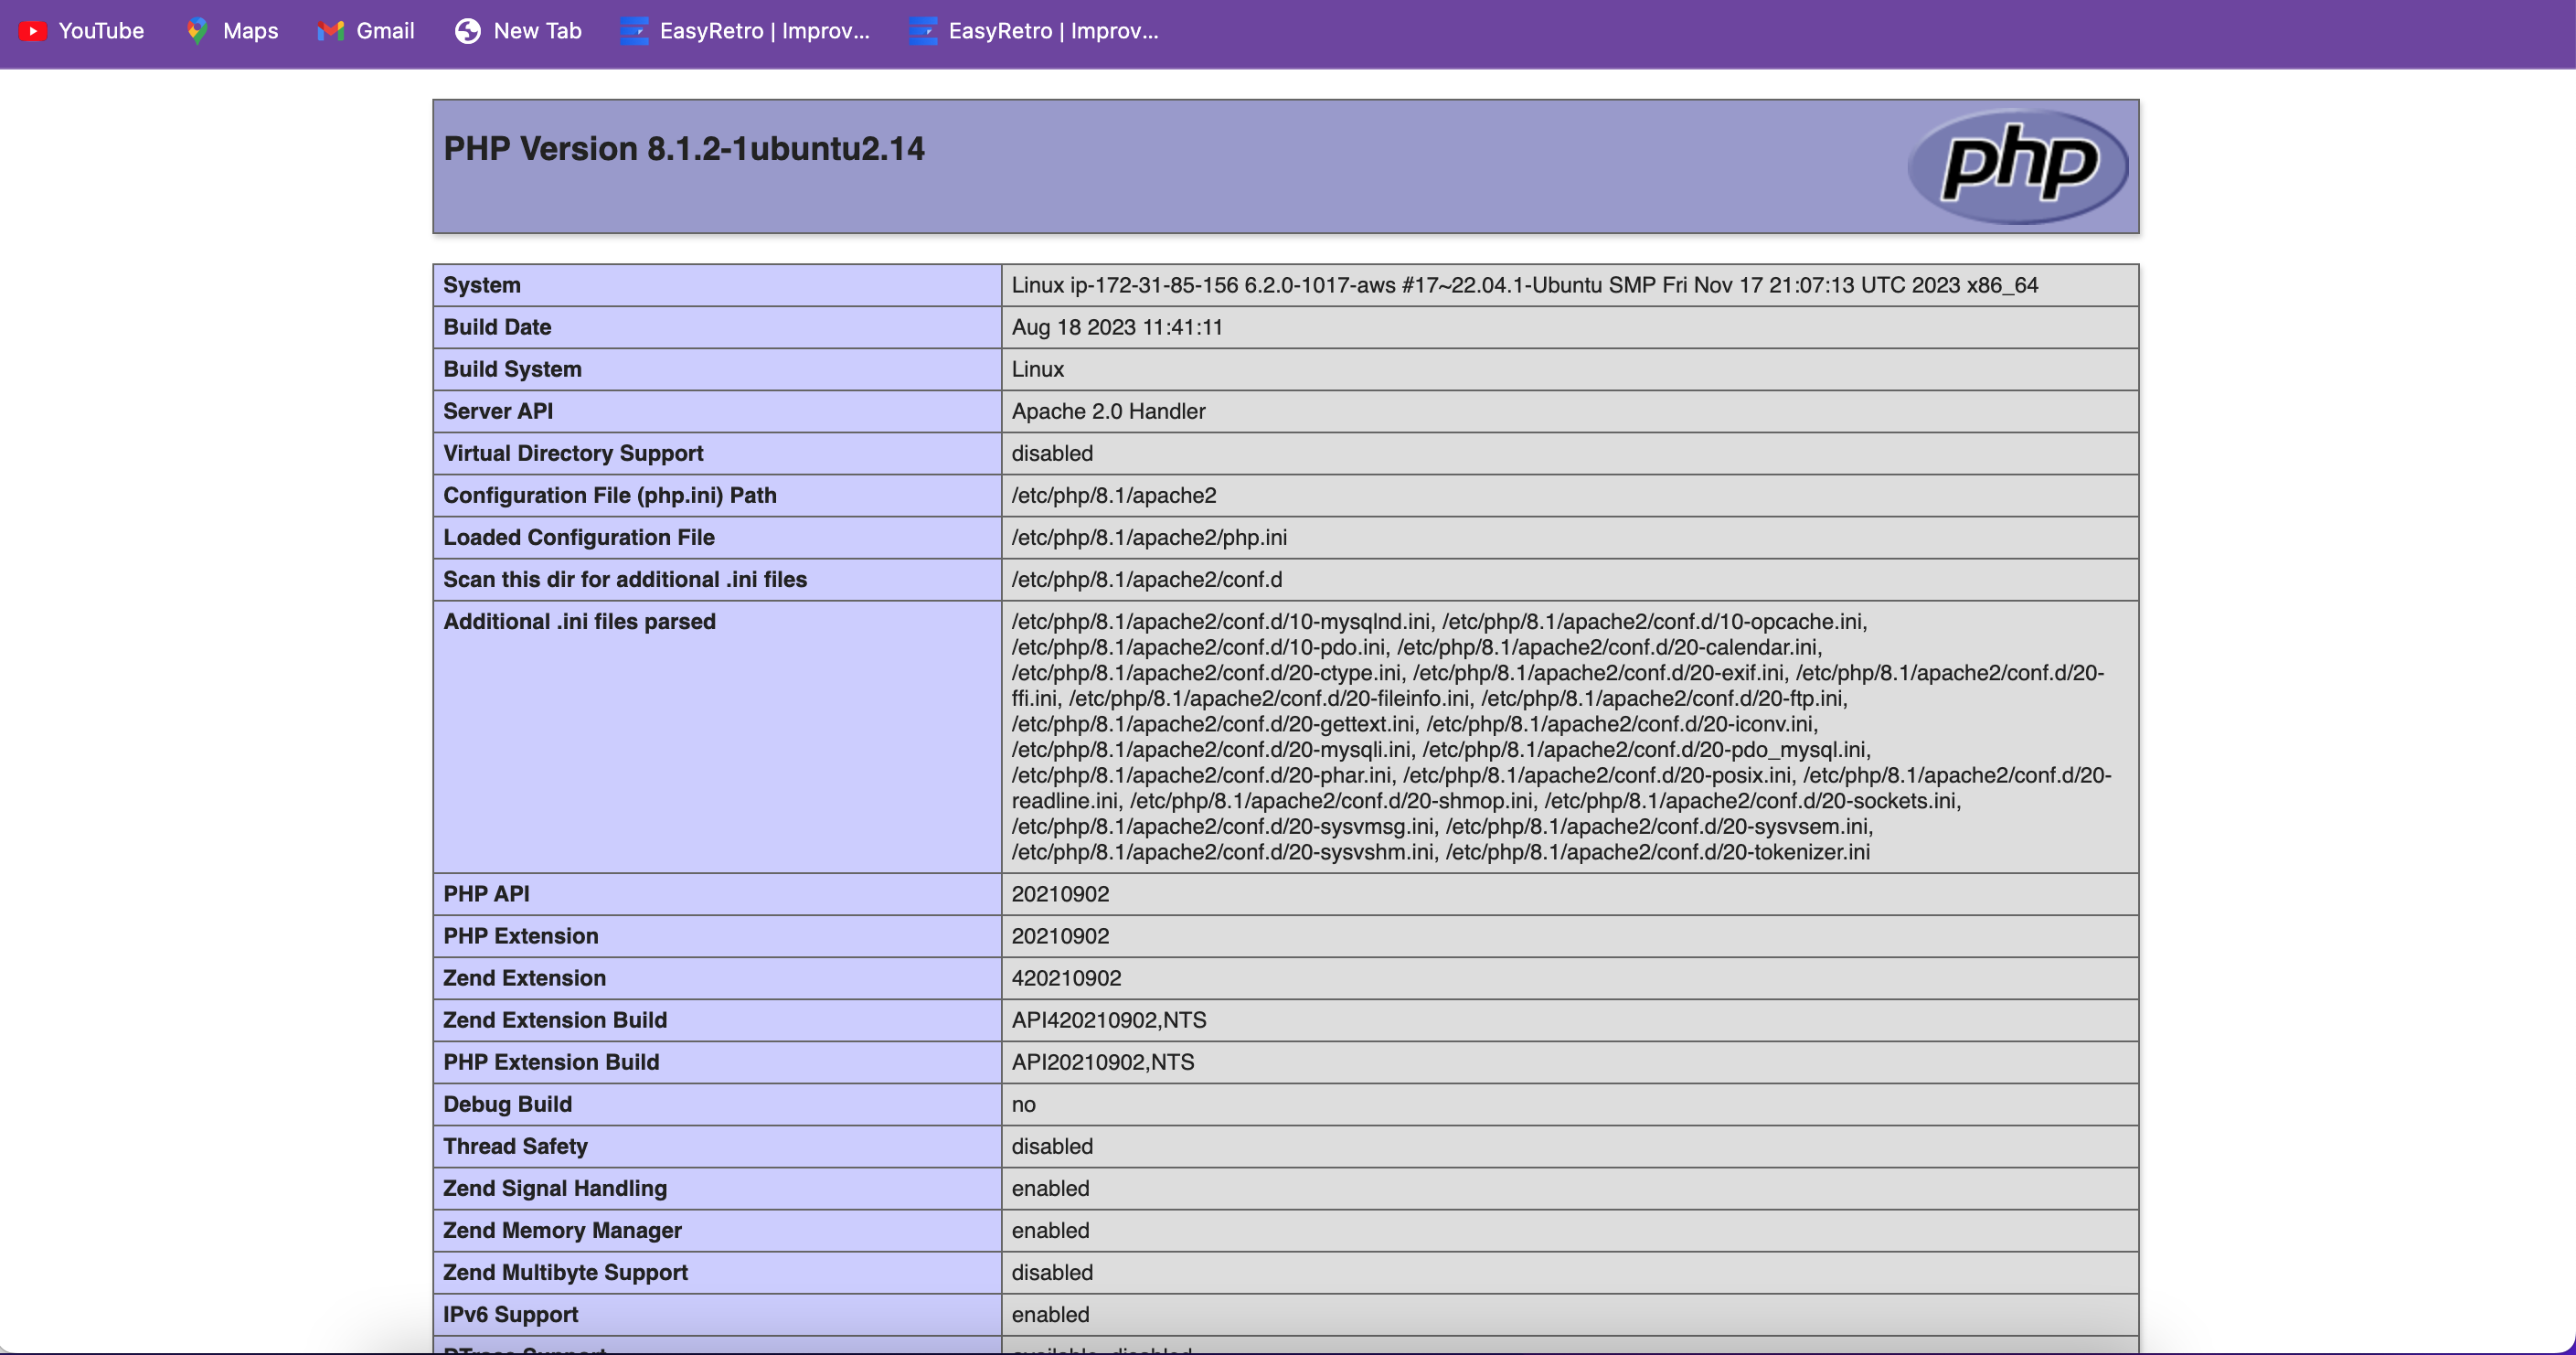 YouTube Maps Gmail New Tab EasyRetro | Improv... EasyRetro | Improv...
PHP Version 8.1.2-1ubuntu2.14
php
System Linux ip-172-31-85-156 6.2.0-1017-aws #17~22.04.1-Ubuntu SMP Fri Nov 17 21:07:13 UTC 2023 x86_64
Build Date Aug 18 2023 11:41:11
Build System Linux
Server API Apache 2.0 Handler
Virtual Directory Support disabled
Configuration File (php.ini) Path /etc/php/8.1/apache2
Loaded Configuration File /etc/php/8.1/apache2/php.ini
Scan this dir for additional .ini files /etc/php/8.1/apache2/conf.d
Additional .ini files parsed /etc/php/8.1/apache2/conf.d/10-mysqlnd.ini, /etc/php/8.1/apache2/conf.d/10-opcache.ini,
/etc/php/8.1/apache2/conf.d/10-pdo.ini, /etc/php/8.1/apache2/conf.d/20-calendar.ini,
/etc/php/8.1/apache2/conf.d/20-ctype.ini, /etc/php/8.1/apache2/conf.d/20-exif.ini, /etc/php/8.1/apache2/conf.d/20-
ffi.ini, /etc/php/8.1/apache2/conf.d/20-fileinfo.ini, /etc/php/8.1/apache2/conf.d/20-ftp.ini,
/etc/php/8.1/apache2/conf.d/20-gettext.ini, /etc/php/8.1/apache2/conf.d/20-iconv.ini,
/etc/php/8.1/apache2/conf.d/20-mysqli.ini, /etc/php/8.1/apache2/conf.d/20-pdo_mysql.ini,
/etc/php/8.1/apache2/conf.d/20-phar.ini, /etc/php/8.1/apache2/conf.d/20-posix.ini, /etc/php/8.1/apache2/conf.d/20-
readline.ini, /etc/php/8.1/apache2/conf.d/20-shmop.ini, /etc/php/8.1/apache2/conf.d/20-sockets.ini,
/etc/php/8.1/apache2/conf.d/20-sysvmsg.ini, /etc/php/8.1/apache2/conf.d/20-sysvsem.ini,
/etc/php/8.1/apache2/conf.d/20-sysvshm.ini, /etc/php/8.1/apache2/conf.d/20-tokenizer.ini
PHP API 20210902
PHP Extension 20210902
Zend Extension 420210902
Zend Extension Build API420210902,NTS
PHP Extension Build API20210902,NTS
Debug Build no
Thread Safety disabled
Zend Signal Handling enabled
Zend Memory Manager enabled
Zend Multibyte Support disabled
IPv6 Support enabled